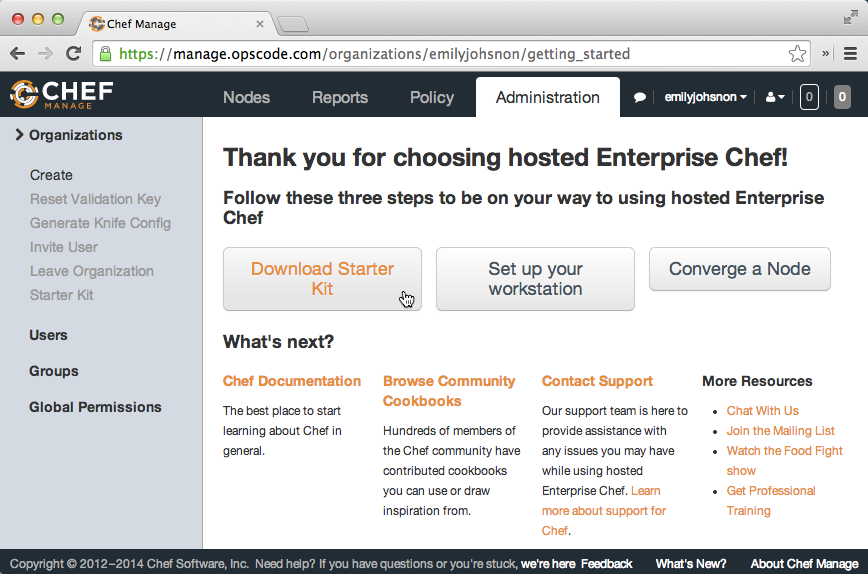 Chef Manage
https://manage.opscode.com/organizations/emilyjohsnon/getting_started
»
CHEF
MANAGE
Nodes
Reports
Policy
Administration
emilyjohsnon
0
0
Organizations
Create
Reset Validation Key
Generate Knife Config
Invite User
Leave Organization
Starter Kit
Users
Groups
Global Permissions
Thank you for choosing hosted Enterprise Chef!
Follow these three steps to be on your way to using hosted Enterprise
Chef
Download Starter
Kit
Set up your
workstation
Converge a Node
What's next?
Chef Documentation
The best place to start
learning about Chef in
general.
Browse Community
Cookbooks
Hundreds of members of
the Chef community have
contributed cookbooks
you can use or draw
inspiration from.
Contact Support
Our support team is here to
provide assistance with
any issues you may have
while using hosted
Enterprise Chef. Learn
more about support for
Chef.
More Resources
Chat With Us
Join the Mailing List
Watch the Food Fight
show
Get Professional
Training
Copyright © 2012–2014 Chef Software, Inc. Need help? If you have questions or you're stuck, we're here Feedback What's New? About Chef Manage